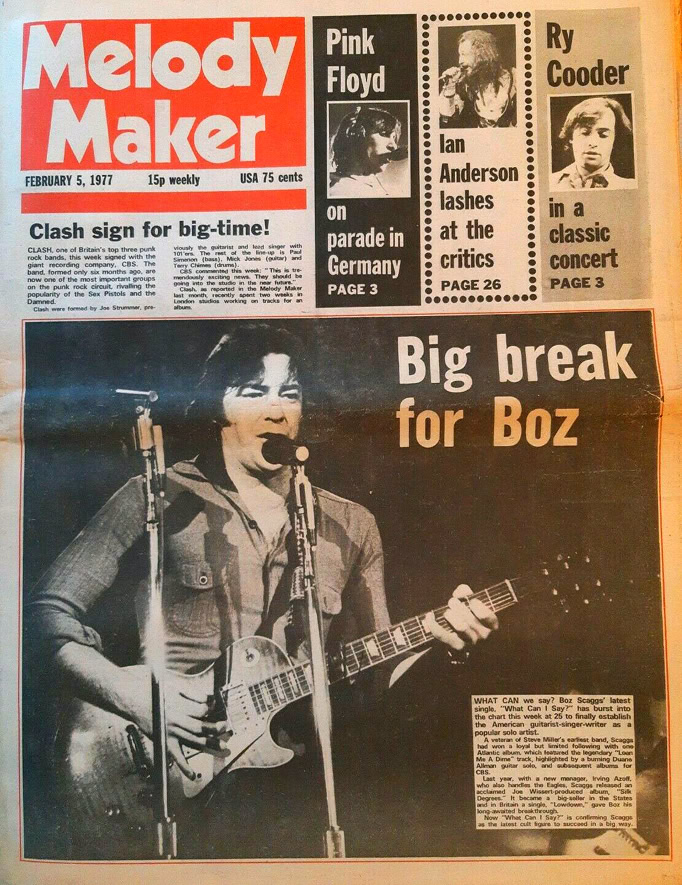 Melody
Maker
FEBRUARY 5, 1977 15p weekly USA 75 cents
Pink
Floyd
on
parade in
Germany
PAGE 3
Ian
Anderson
lashes
at the
critics
PAGE 26
Ry
Cooder
in a
classic
concert
PAGE 3
Clash sign for big-time!
CLASH, one of Britain's top three punk
rock bands, this week signed with the
giant recording company, CBS. The
band, formed only six months ago, are
now one of the most important groups
on the punk rock circuit, rivalling the
popularity of the Sex Pistols and the
Damned.
Clash were formed by Joe Strummer, pre-
viously the guitarist and lead singer with
101'ers. The rest of the line-up is Paul
Simenon (bass), Mick Jones (guitar) and
Terry Chimes (drums).
CBS commented this week: "This is tre-
mendously exciting news. They should be
going into the studio in the near future."
Clash, as reported in the Melody Maker
last month, recently spent two weeks in
London studios working on tracks for an
album.
Big break
for Boz
WHAT CAN we say? Boz Scaggs' latest
single, "What Can I Say?" has burst into
the chart this week at 25 to finally establish
the American guitarist-singer-writer as a
popular solo artist.
A veteran of Steve Miller's earliest band, Scaggs
had won a loyal but limited following with one
Atlantic album, which featured the legendary "Loan
Me A Dime" track, highlighted by a burning Duane
Allman guitar solo, and subsequent albums for
CBS.
Last year, with a new manager, Irving Azoff,
who also handles the Eagles, Scaggs released an
acclaimed Joe Wissert-produced album, "Silk
Degrees." It became a big-seller in the States
and in Britain a single, "Lowdown," gave Boz his
long-awaited breakthrough.
Now "What Can I Say?" is confirming Scaggs
as the latest cult figure to succeed in a big way.